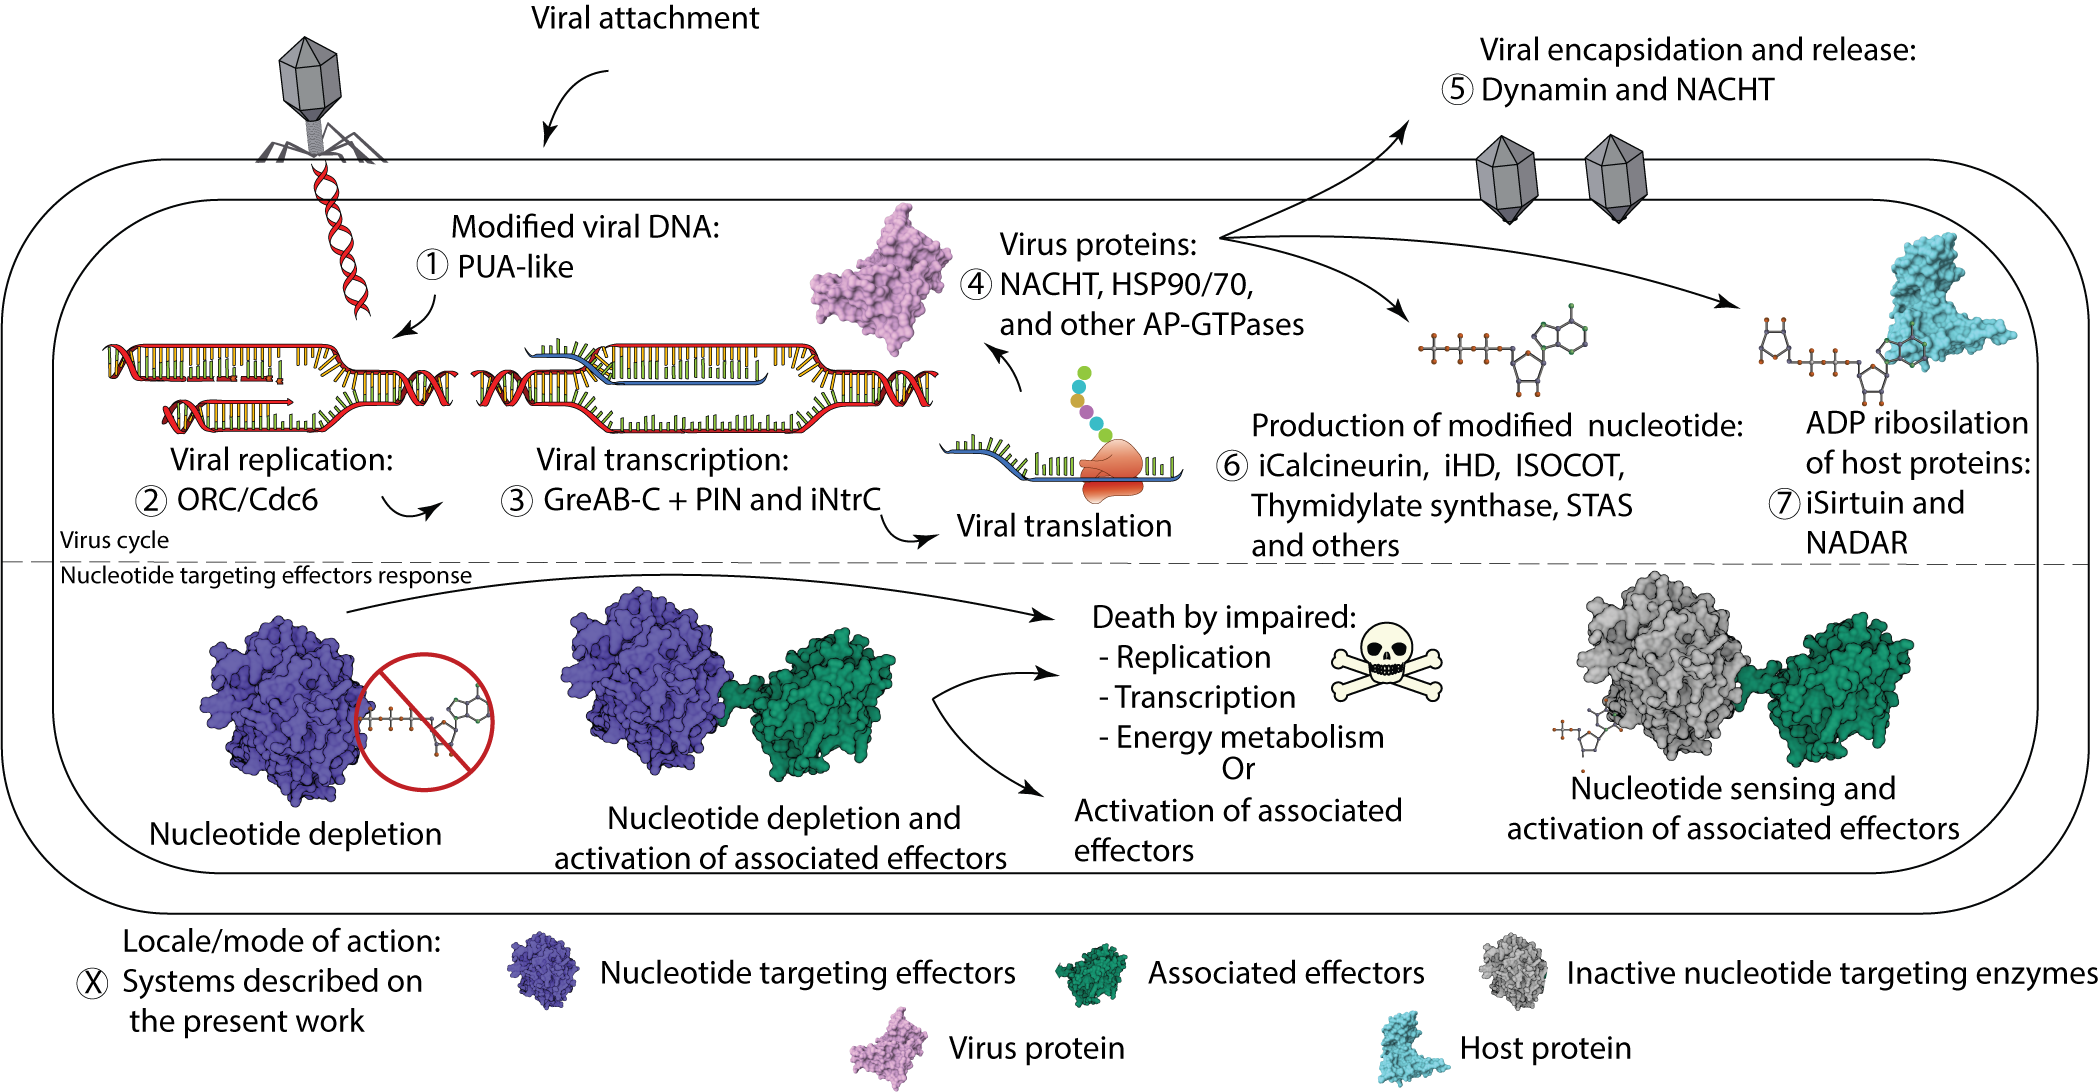 Viral attachment
Viral encapsidation and release:
5 Dynamin and NACHT
Modified viral DNA:
1 PUA-like
Virus proteins:
4 NACHT, HSP90/70,
and other AP-GTPases
Viral replication:
2 ORC/Cdc6
Viral transcription:
3 GreAB-C + PIN and iNtrC
Viral translation
Production of modified nucleotide:
6 iCalcineurin, iHD, ISOCOT,
Thymidylate synthase, STAS
and others
ADP ribosilation
of host proteins:
7 iSirtuin and
NADAR
Virus cycle
Nucleotide targeting effectors response
Nucleotide depletion
Nucleotide depletion and
activation of associated effectors
Death by impaired:
- Replication
- Transcription
- Energy metabolism
Or
Activation of associated
effectors
Nucleotide sensing and
activation of associated effectors
Locale/mode of action:
X Systems described on
the present work
Nucleotide targeting effectors
Associated effectors
Inactive nucleotide targeting enzymes
Virus protein
Host protein